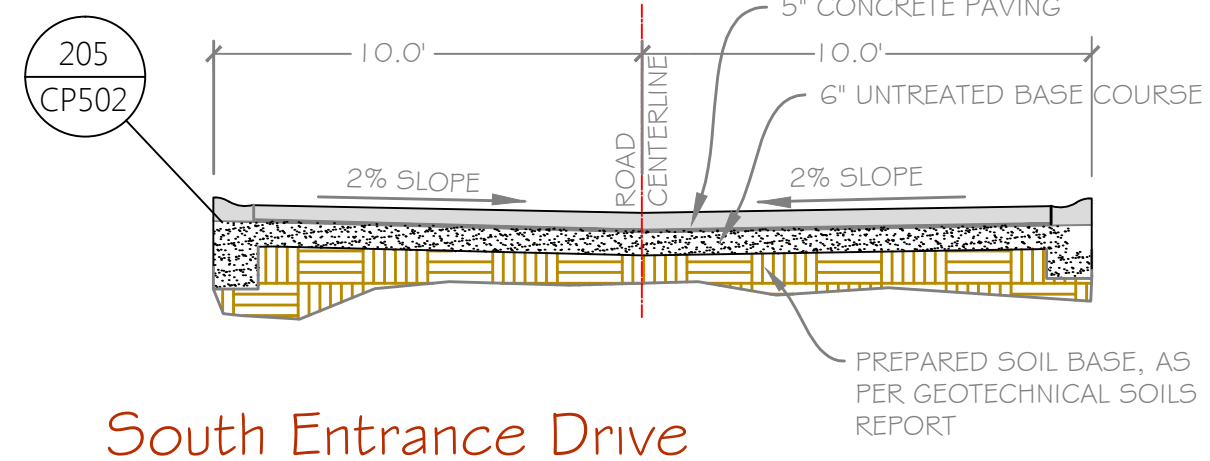 5" CONCRETE PAVING
205
CP502
10.0'
10.0'
6" UNTREATED BASE COURSE
ROAD
CENTERLINE
2% SLOPE
2% SLOPE
PREPARED SOIL BASE, AS
PER GEOTECHNICAL SOILS
REPORT
South Entrance Drive